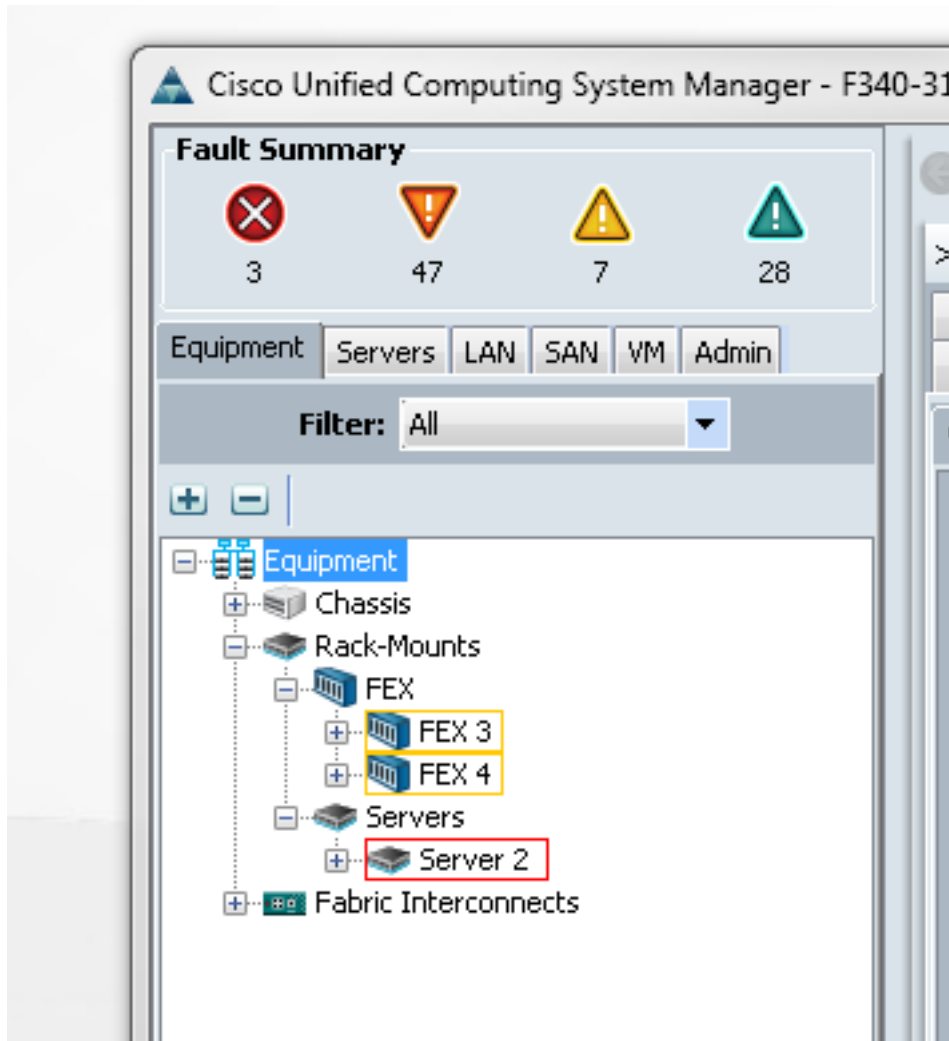 Cisco Unified Computing System Manager - F340-31
Fault Summary
3 47 7 28
Equipment Servers LAN SAN VM Admin
Filter: All
Equipment
Chassis
Rack-Mounts
FEX
FEX 3
FEX 4
Servers
Server 2
Fabric Interconnects